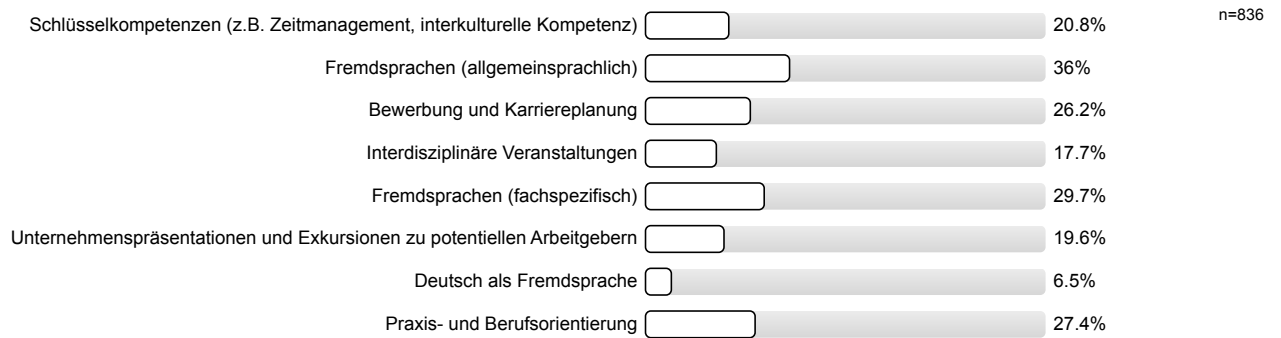 n=836
Schlüsselkompetenzen (z.B. Zeitmanagement, interkulturelle Kompetenz) 20.8%
Fremdsprachen (allgemeinsprachlich) 36%
Bewerbung und Karriereplanung 26.2%
Interdisziplinäre Veranstaltungen 17.7%
Fremdsprachen (fachspezifisch) 29.7%
Unternehmenspräsentationen und Exkursionen zu potentiellen Arbeitgebern 19.6%
Deutsch als Fremdsprache 6.5%
Praxis- und Berufsorientierung 27.4%